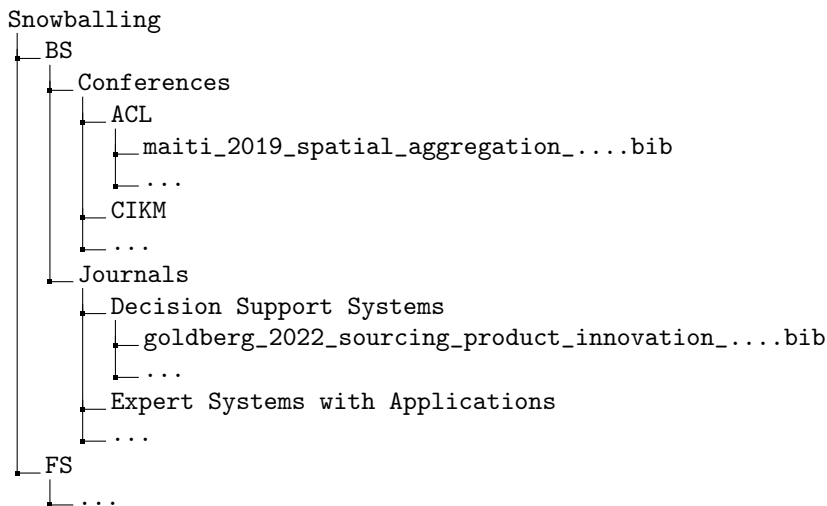 Snowballing
BS
Conferences
ACL
maiti_2019_spatial_aggregation_....bib
...
CIKM
...
Journals
Decision Support Systems
goldberg_2022_sourcing_product_innovation_....bib
...
Expert Systems with Applications
...
FS
...